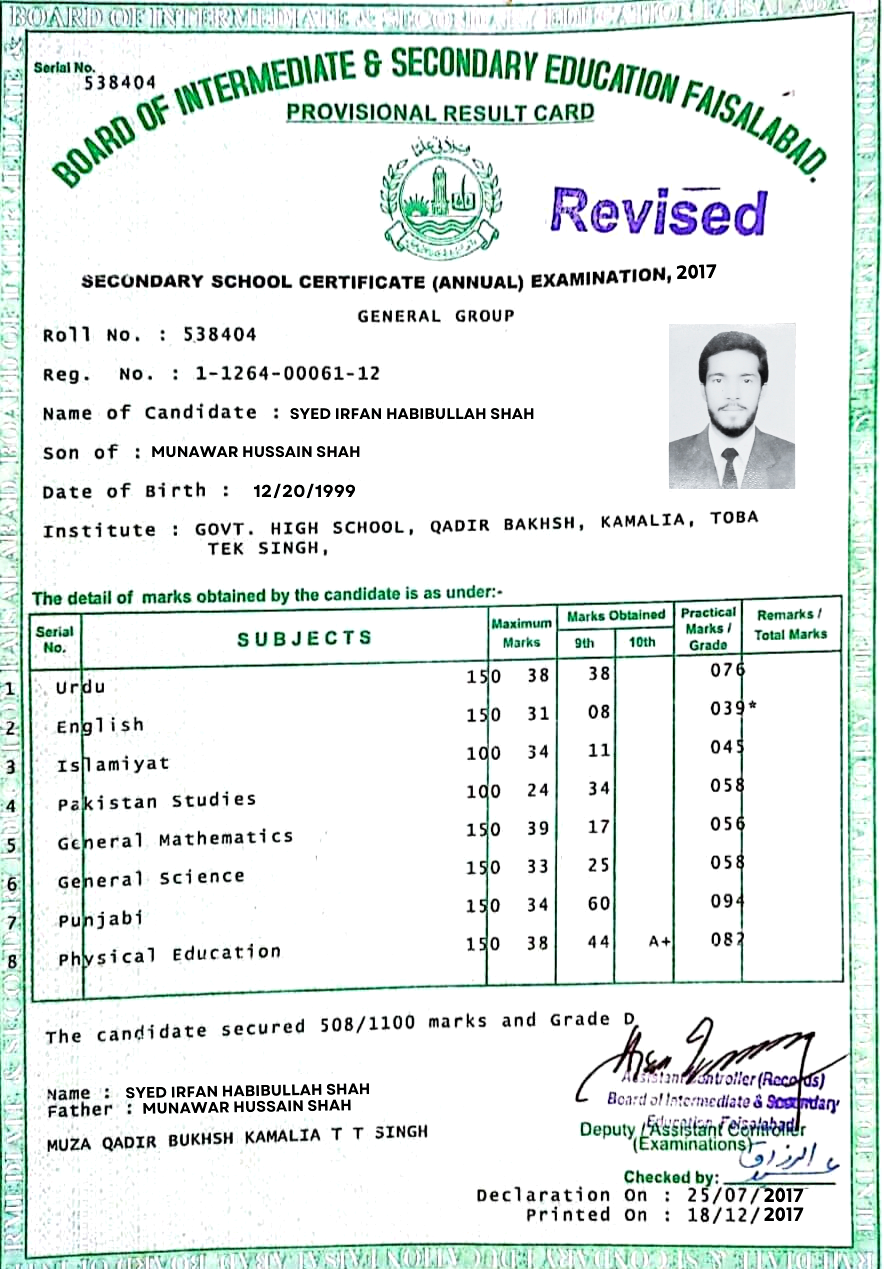 BOARD OF INTERMEDIATE & SECONDARY EDUCATION FAISALABAD
Serial No.
538404
BOARD OF INTERMEDIATE & SECONDARY EDUCATION FAISALABAD.
PROVISIONAL RESULT CARD
Revised
SECONDARY SCHOOL CERTIFICATE (ANNUAL) EXAMINATION, 2017
GENERAL GROUP
Roll No. : 538404
Reg. No. : 1-1264-00061-12
Name of Candidate : SYED IRFAN HABIBULLAH SHAH
Son of : MUNAWAR HUSSAIN SHAH
Date of Birth : 12/20/1999
Institute : GOVT. HIGH SCHOOL, QADIR BAKHSH, KAMALIA, TOBA
TEK SINGH,
The detail of marks obtained by the candidate is as under:-
Serial No. SUBJECTS Maximum Marks Marks Obtained 9th 10th Practical Marks / Grade Remarks / Total Marks
1 Urdu 150 38 38 076
2 English 150 31 08 039*
3 Islamiyat 100 34 11 045
4 Pakistan Studies 100 24 34 058
5 General Mathematics 150 39 17 056
6 General Science 150 33 25 058
7 Punjabi 150 34 60 094
8 Physical Education 150 38 44 A+ 082
The candidate secured 508/1100 marks and Grade D
Name : SYED IRFAN HABIBULLAH SHAH
Father : MUNAWAR HUSSAIN SHAH
MUZA QADIR BUKHSH KAMALIA T T SINGH
Assistant Controller (Records)
Board of Intermediate & Secondary
Education Faisalabad
Deputy / Assistant Controller
(Examinations)
Checked by:
Declaration On : 25/07/2017
Printed On : 18/12/2017